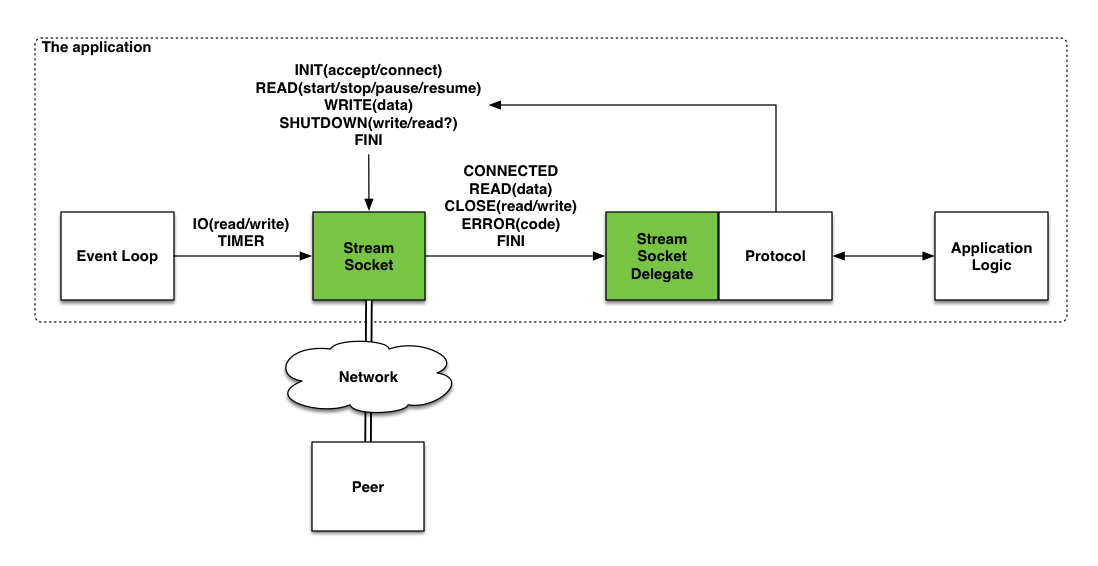 The application
INIT(accept/connect)
READ(start/stop/pause/resume)
WRITE(data)
SHUTDOWN(write/read?)
FINI
CONNECTED
READ(data)
CLOSE(read/write)
ERROR(code)
FINI
IO(read/write)
TIMER
Event Loop
Stream
Socket
Stream
Socket
Delegate
Protocol
Application
Logic
Network
Peer